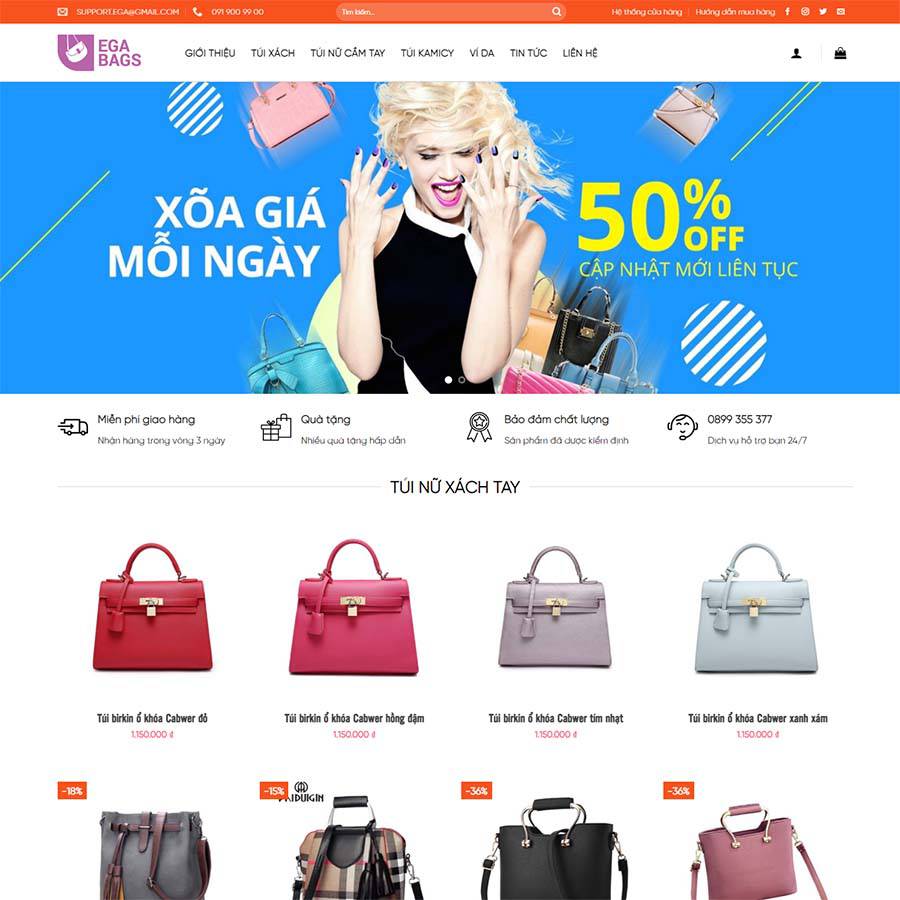 SUPPORT.EGA@GMAIL.COM
091 900 99 00
Tìm kiếm...
Hệ thống cửa hàng
Hướng dẫn mua hàng
EGA
BAGS
GIỚI THIỆU
TÚI XÁCH
TÚI NỮ CẦM TAY
TÚI KAMICY
VÍ DA
TIN TỨC
LIÊN HỆ
XÕA GIÁ
MỖI NGÀY
50%
OFF
CẬP NHẬT MỚI LIÊN TỤC
Miễn phí giao hàng
Nhận hàng trong vòng 3 ngày
Quà tặng
Nhiều quà tặng hấp dẫn
Bảo đảm chất lượng
Sản phẩm đã dược kiểm định
0899 355 377
Dịch vụ hỗ trợ bạn 24/7
TÚI NỮ XÁCH TAY
Túi birkin ổ khóa Cabwer đỏ
1.150.000 ₫
Túi birkin ổ khóa Cabwer hồng đậm
1.150.000 ₫
Túi birkin ổ khóa Cabwer tím nhạt
1.150.000 ₫
Túi birkin ổ khóa Cabwer xanh xám
1.150.000 ₫
-18%
-15%
-36%
-36%